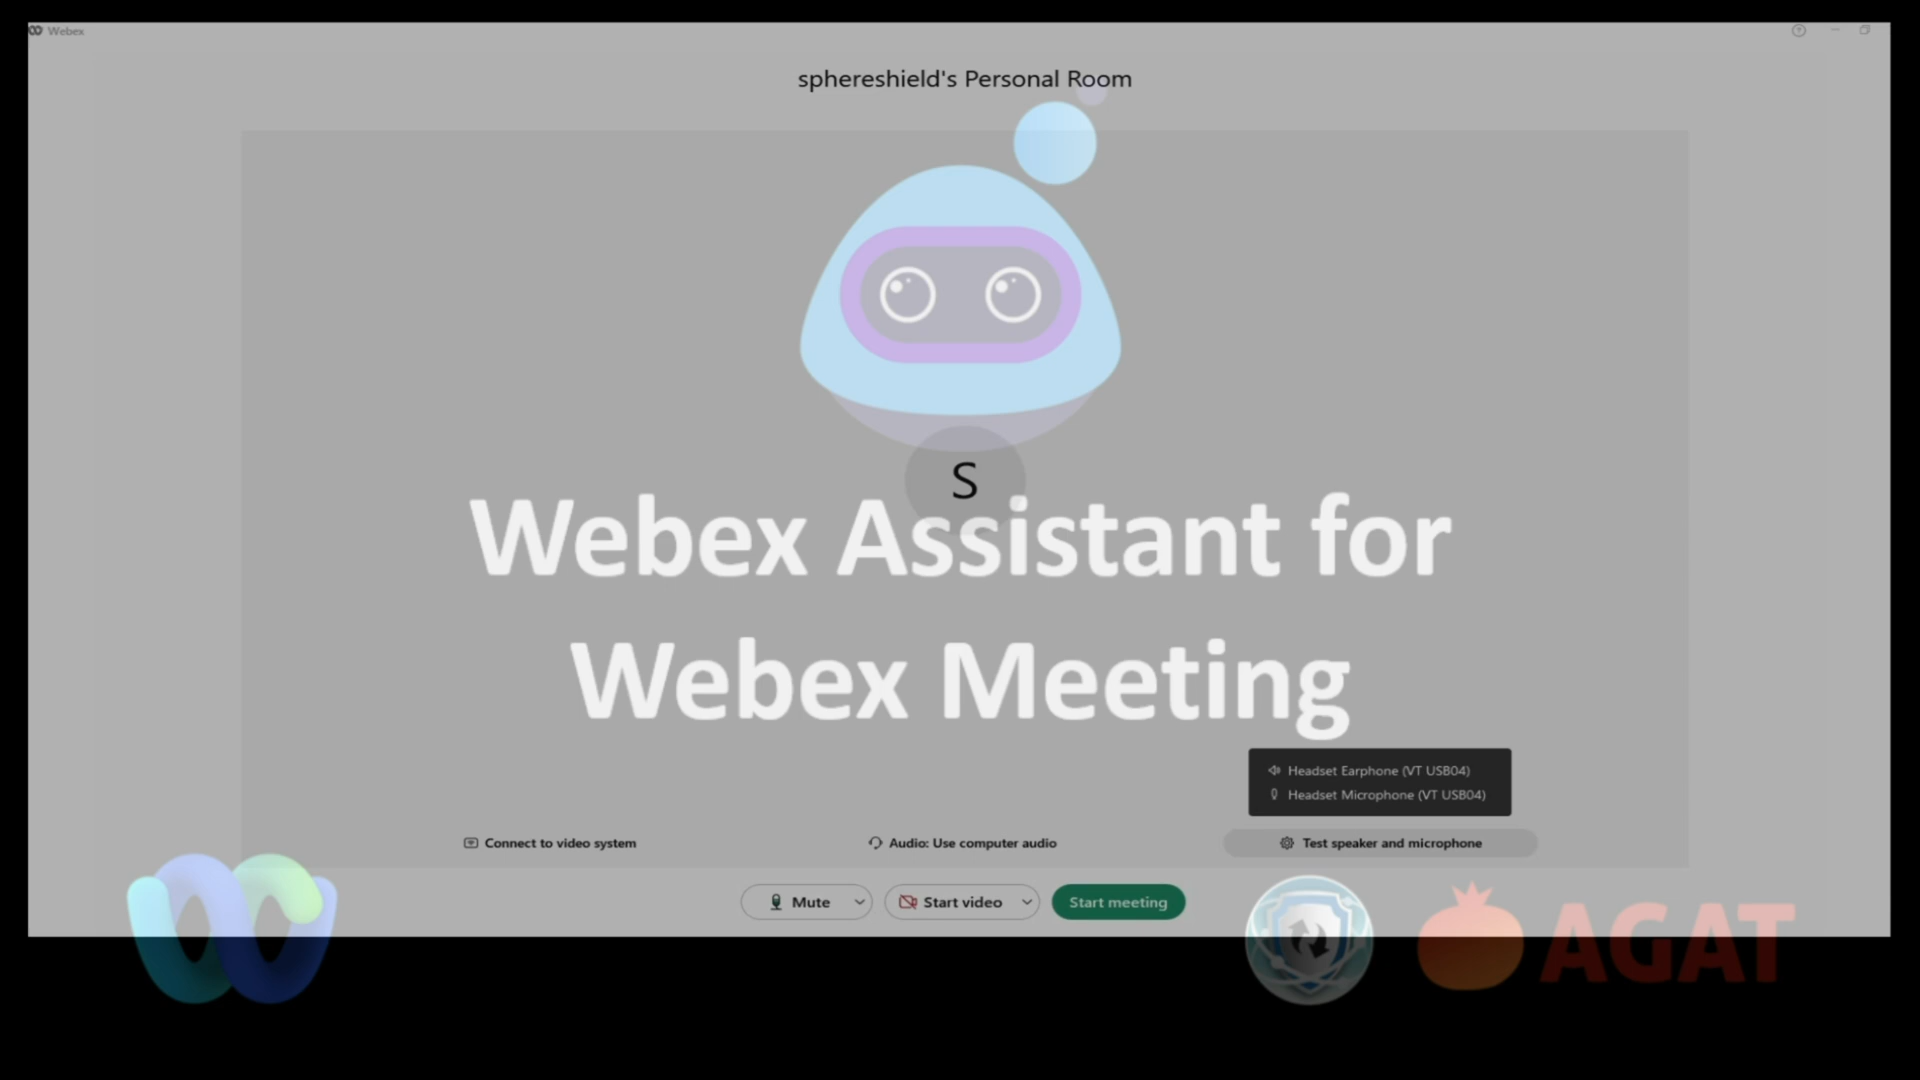 Webex
sphereshield's Personal Room
S
Webex Assistant for
Webex Meeting
Headset Earphone (VT USB04)
Headset Microphone (VT USB04)
Connect to video system
Audio: Use computer audio
Test speaker and microphone
Mute
Start video
Start meeting
AGAT